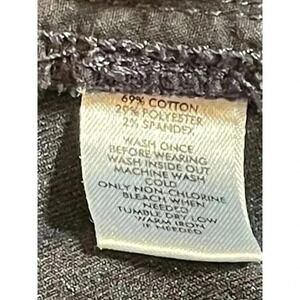 69% COTTON
29% POLYESTER
2% SPANDEX
WASH ONCE
BEFORE WEARING
WASH INSIDE OUT
MACHINE WASH
COLD
ONLY NON-CHLORINE
BLEACH WHEN
NEEDED
TUMBLE DRY LOW
WARM IRON
IF NEEDED